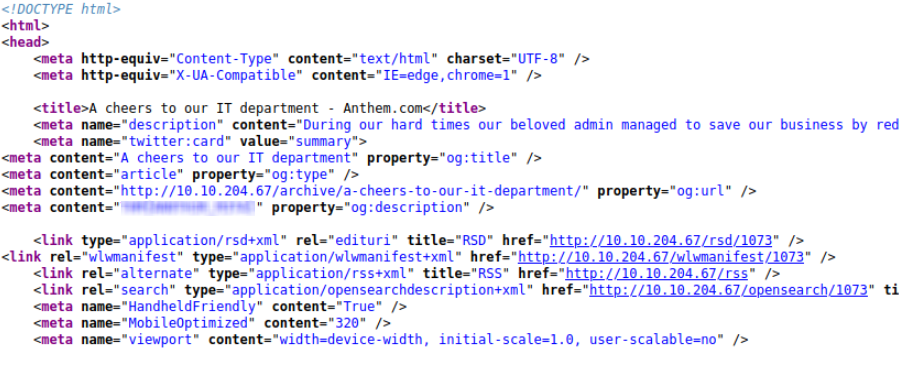 <!DOCTYPE html>
<html>
<head>
<meta http-equiv="Content-Type" content="text/html" charset="UTF-8" />
<meta http-equiv="X-UA-Compatible" content="IE=edge,chrome=1" />
<title>A cheers to our IT department - Anthem.com</title>
<meta name="description" content="During our hard times our beloved admin managed to save our business by red
<meta name="twitter:card" value="summary">
<meta content="A cheers to our IT department" property="og:title" />
<meta content="article" property="og:type" />
<meta content="http://10.10.204.67/archive/a-cheers-to-our-it-department/" property="og:url" />
<meta content=" " property="og:description" />
<link type="application/rsd+xml" rel="edituri" title="RSD" href="http://10.10.204.67/rsd/1073" />
<link rel="wlwmanifest" type="application/wlwmanifest+xml" href="http://10.10.204.67/wlwmanifest/1073" />
<link rel="alternate" type="application/rss+xml" title="RSS" href="http://10.10.204.67/rss" />
<link rel="search" type="application/opensearchdescription+xml" href="http://10.10.204.67/opensearch/1073" ti
<meta name="HandheldFriendly" content="True" />
<meta name="MobileOptimized" content="320" />
<meta name="viewport" content="width=device-width, initial-scale=1.0, user-scalable=no" />